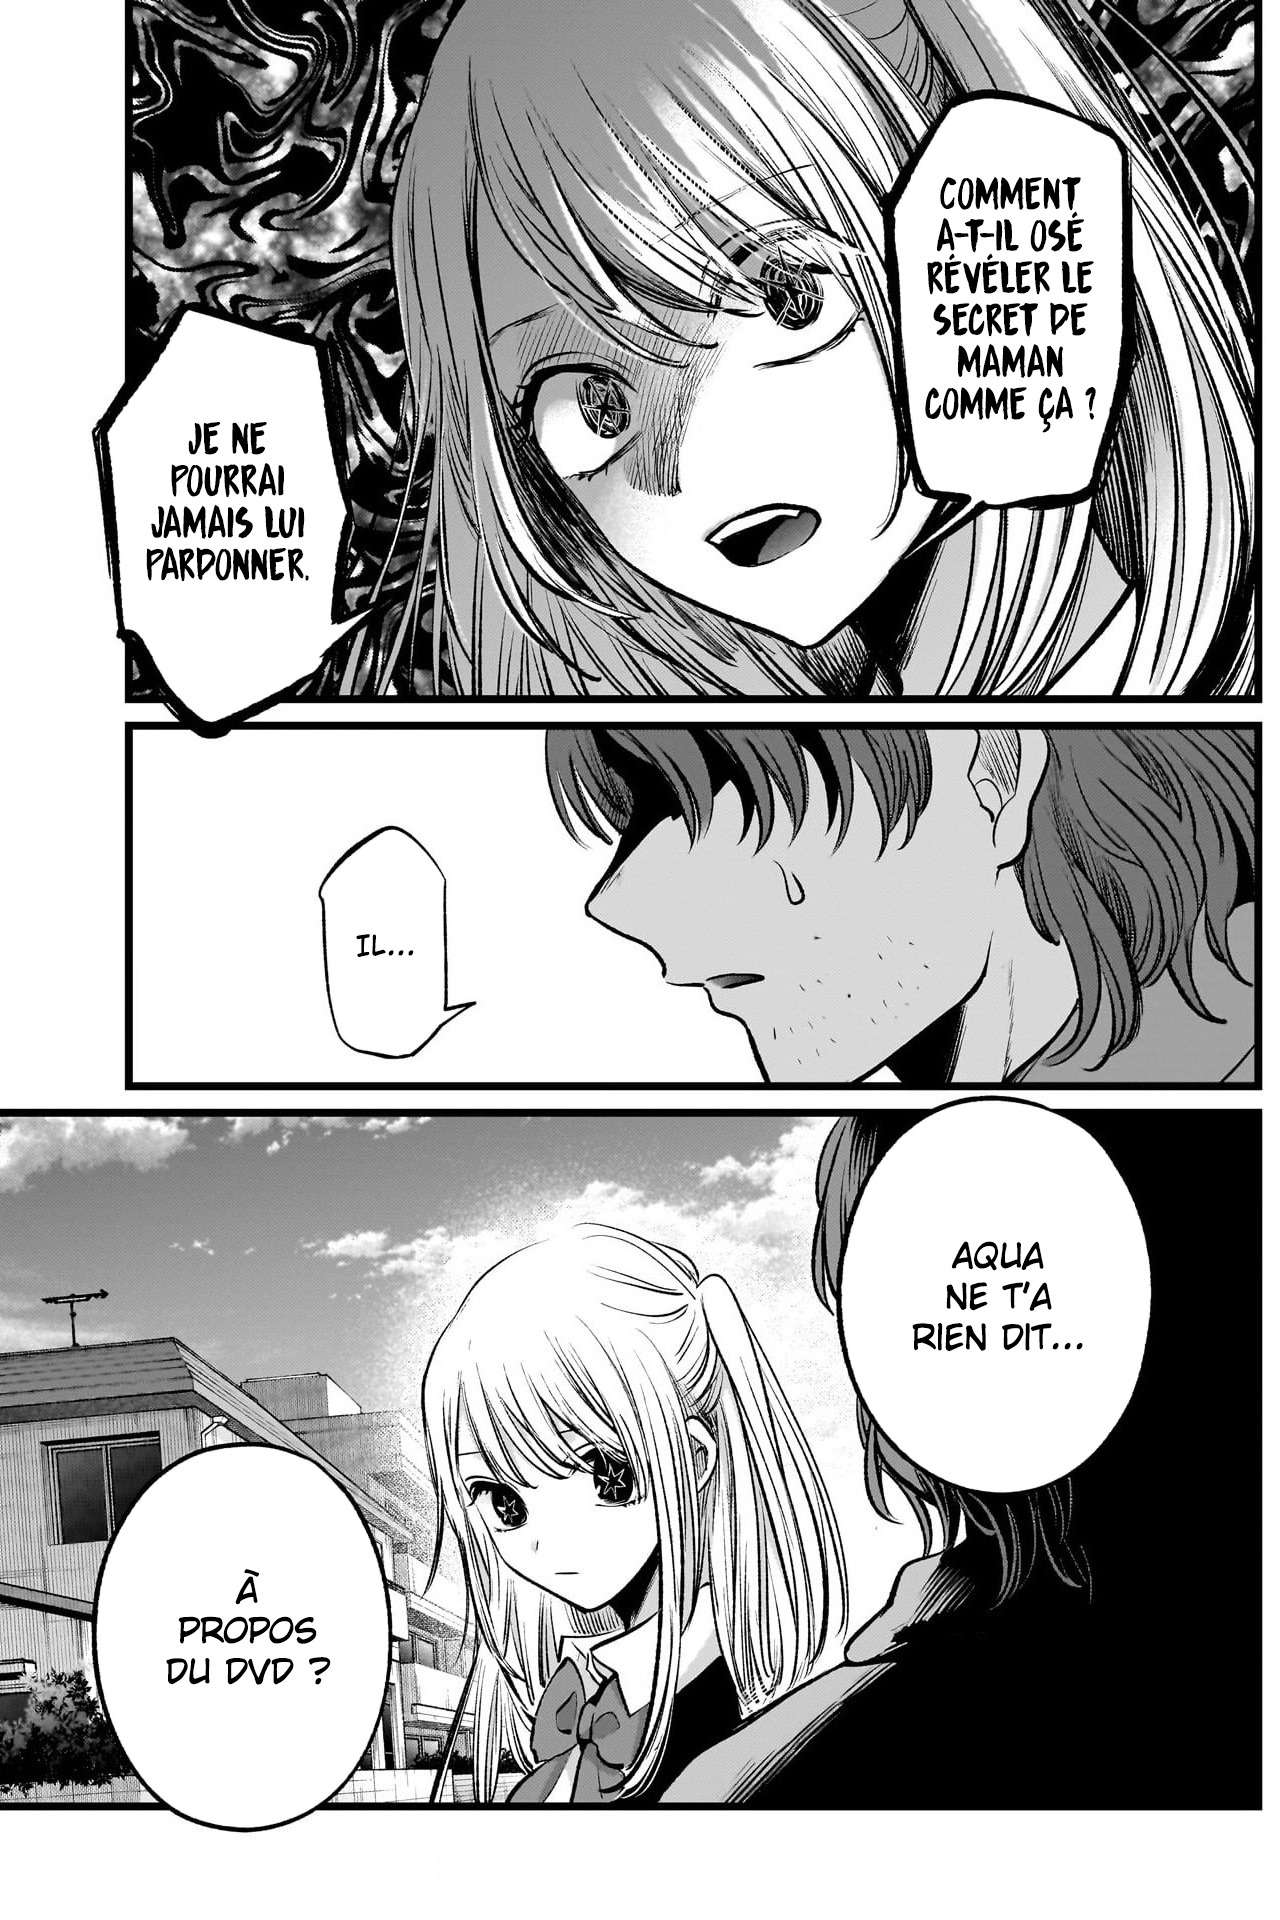 COMMENT
A-T-IL OSÉ
RÉVÉLER LE
SECRET DE
MAMAN
COMME ÇA ?
JE NE
POURRAI
JAMAIS LUI
PARDONNER.
IL...
AQUA
NE T'A
RIEN DIT...
À
PROPOS
DU DVD ?